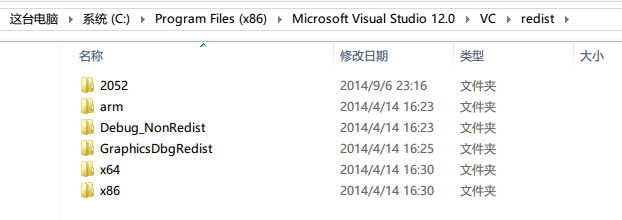 这台电脑 系统 (C:) Program Files (x86) Microsoft Visual Studio 12.0 VC redist
名称 修改日期 类型 大小
2052 2014/9/6 23:16 文件夹
arm 2014/4/14 16:23 文件夹
Debug_NonRedist 2014/4/14 16:23 文件夹
GraphicsDbgRedist 2014/4/14 16:25 文件夹
x64 2014/4/14 16:30 文件夹
x86 2014/4/14 16:30 文件夹